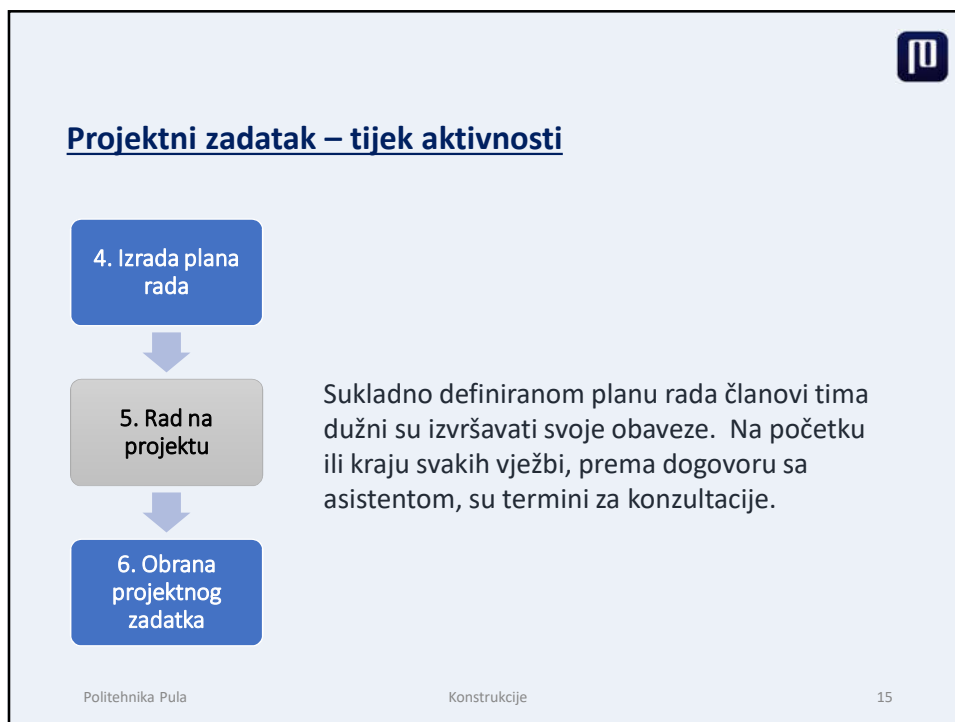 Projektni zadatak – tijek aktivnosti
4. Izrada plana
rada
5. Rad na
projektu
6. Obrana
projektnog
zadatka
Sukladno definiranom planu rada članovi tima
dužni su izvršavati svoje obaveze.  Na početku
ili kraju svakih vježbi, prema dogovoru sa
asistentom, su termini za konzultacije.
Politehnika Pula
Konstrukcije
15